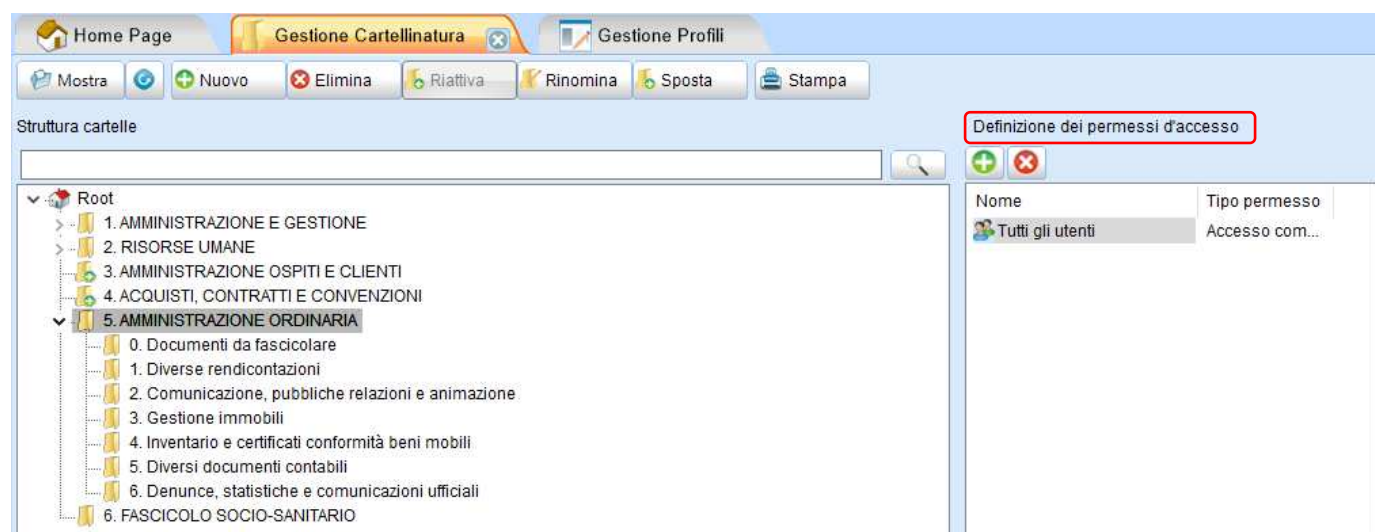 Home Page Gestione Cartellinatura Gestione Profili
Mostra Nuovo Elimina Riattiva Rinomina Sposta Stampa
Struttura cartelle
Definizione dei permessi d'accesso
Root
1. AMMINISTRAZIONE E GESTIONE
2. RISORSE UMANE
3. AMMINISTRAZIONE OSPITI E CLIENTI
4. ACQUISTI, CONTRATTI E CONVENZIONI
5. AMMINISTRAZIONE ORDINARIA
0. Documenti da fascicolare
1. Diverse rendicontazioni
2. Comunicazione, pubbliche relazioni e animazione
3. Gestione immobili
4. Inventario e certificati conformità beni mobili
5. Diversi documenti contabili
6. Denunce, statistiche e comunicazioni ufficiali
6. FASCICOLO SOCIO-SANITARIO
Nome Tipo permesso
Tutti gli utenti Accesso com...